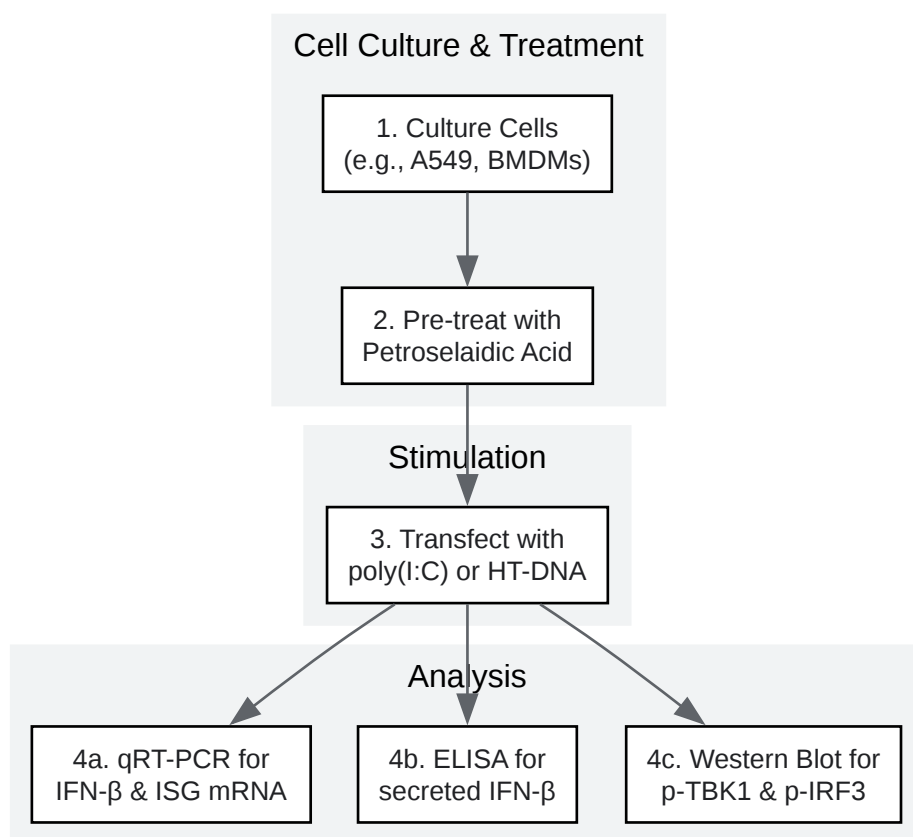 Cell Culture & Treatment
1. Culture Cells
(e.g., A549, BMDMs)
2. Pre-treat with
Petroselaidic Acid
Stimulation
3. Transfect with
poly(I:C) or HT-DNA
Analysis
4a. qRT-PCR for
IFN-β & ISG mRNA
4b. ELISA for
secreted IFN-β
4c. Western Blot for
p-TBK1 & p-IRF3